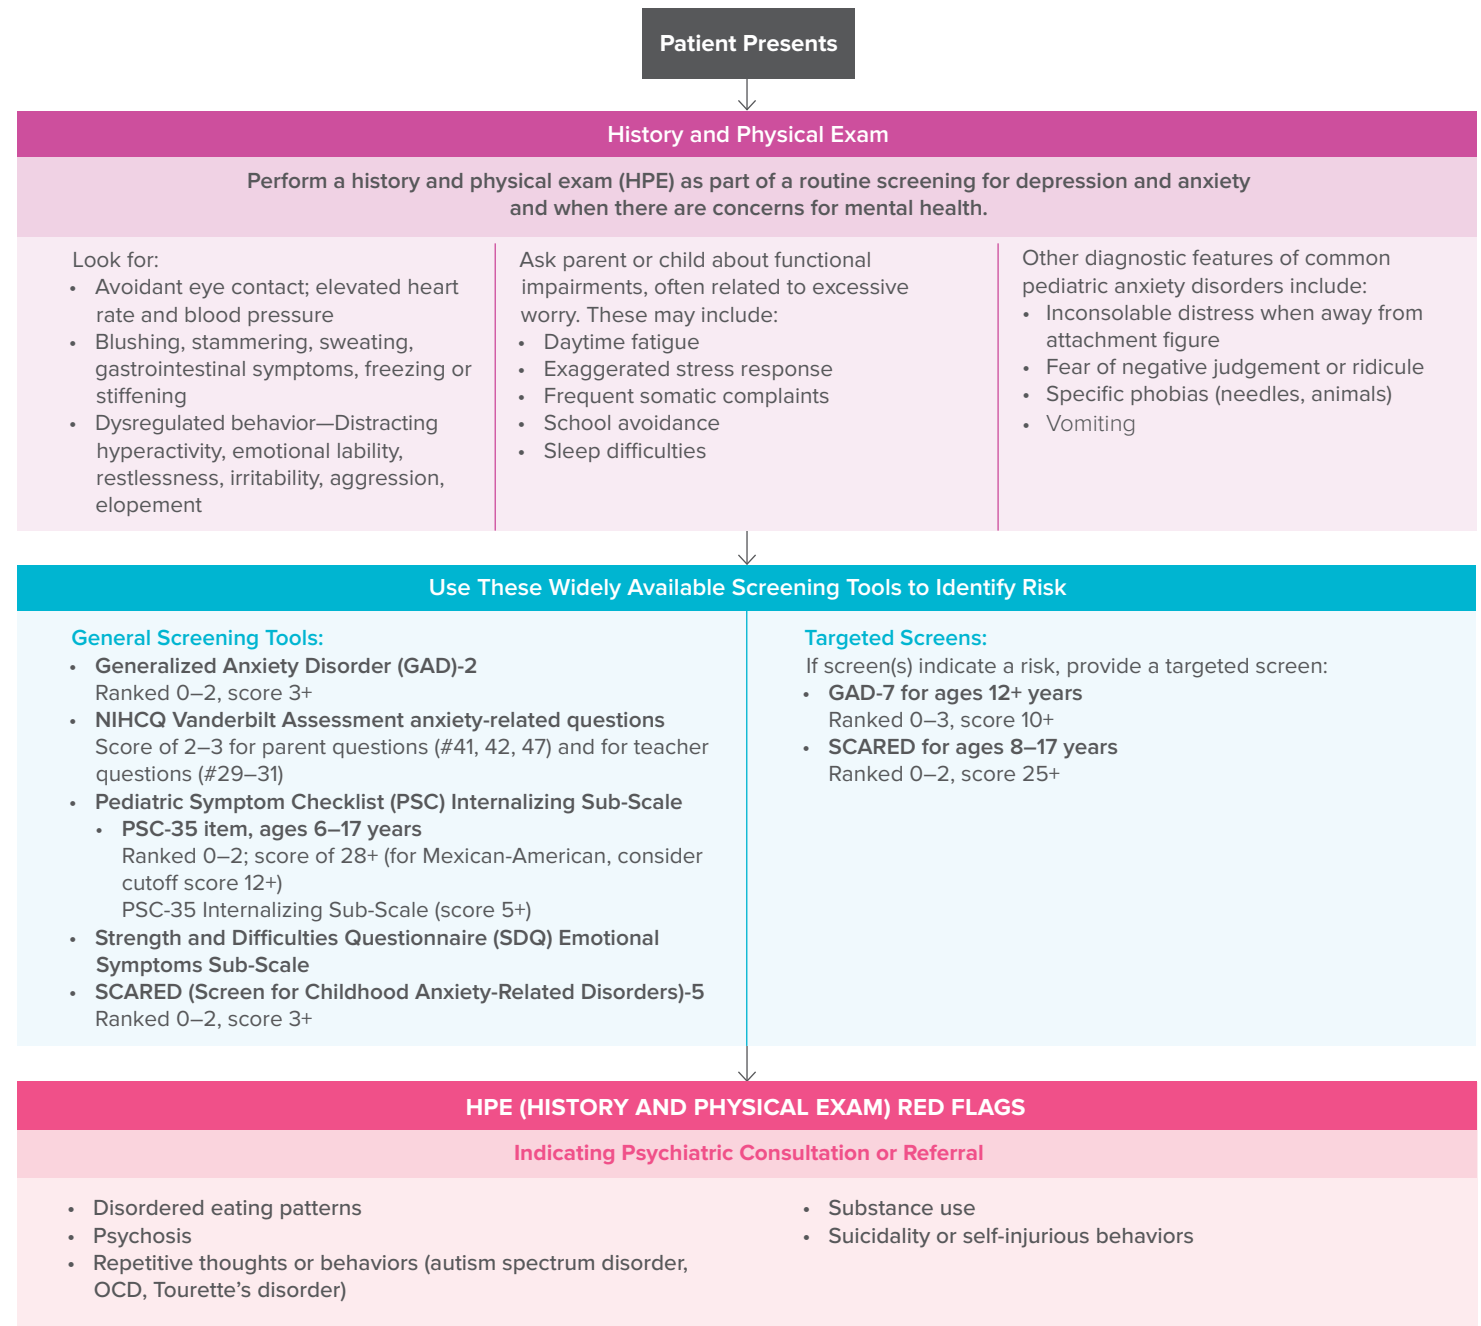 Patient Presents
History and Physical Exam
Perform a history and physical exam (HPE) as part of a routine screening for depression and anxiety
and when there are concerns for mental health.
Look for:
• Avoidant eye contact; elevated heart
rate and blood pressure
• Blushing, stammering, sweating,
gastrointestinal symptoms, freezing or
stiffening
• Dysregulated behavior—Distracting
hyperactivity, emotional lability,
restlessness, irritability, aggression,
elopement
Ask parent or child about functional
impairments, often related to excessive
worry. These may include:
• Daytime fatigue
• Exaggerated stress response
• Frequent somatic complaints
• School avoidance
• Sleep difficulties
Other diagnostic features of common
pediatric anxiety disorders include:
• Inconsolable distress when away from
attachment figure
• Fear of negative judgement or ridicule
• Specific phobias (needles, animals)
• Vomiting
Use These Widely Available Screening Tools to Identify Risk
General Screening Tools:
• Generalized Anxiety Disorder (GAD)-2
Ranked 0–2, score 3+
• NIHCQ Vanderbilt Assessment anxiety-related questions
Score of 2–3 for parent questions (#41, 42, 47) and for teacher
questions (#29–31)
• Pediatric Symptom Checklist (PSC) Internalizing Sub-Scale
• PSC-35 item, ages 6–17 years
Ranked 0–2; score of 28+ (for Mexican-American, consider
cutoff score 12+)
PSC-35 Internalizing Sub-Scale (score 5+)
• Strength and Difficulties Questionnaire (SDQ) Emotional
Symptoms Sub-Scale
• SCARED (Screen for Childhood Anxiety-Related Disorders)-5
Ranked 0–2, score 3+
Targeted Screens:
If screen(s) indicate a risk, provide a targeted screen:
• GAD-7 for ages 12+ years
Ranked 0–3, score 10+
• SCARED for ages 8–17 years
Ranked 0–2, score 25+
HPE (HISTORY AND PHYSICAL EXAM) RED FLAGS
Indicating Psychiatric Consultation or Referral
• Disordered eating patterns
• Psychosis
• Repetitive thoughts or behaviors (autism spectrum disorder,
OCD, Tourette’s disorder)
• Substance use
• Suicidality or self-injurious behaviors